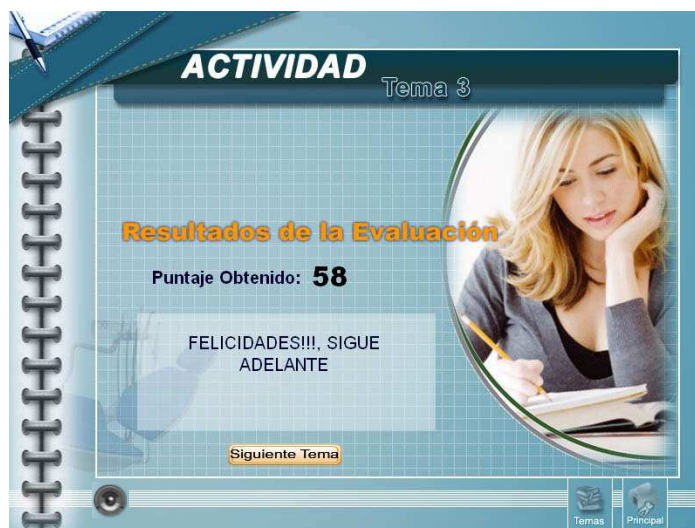 ACTIVIDAD
Tema 3
Resultados de la Evaluación
Puntaje Obtenido: 58
FELICIDADES!!!, SIGUE
ADELANTE
Siguiente Tema
Temas
Principal